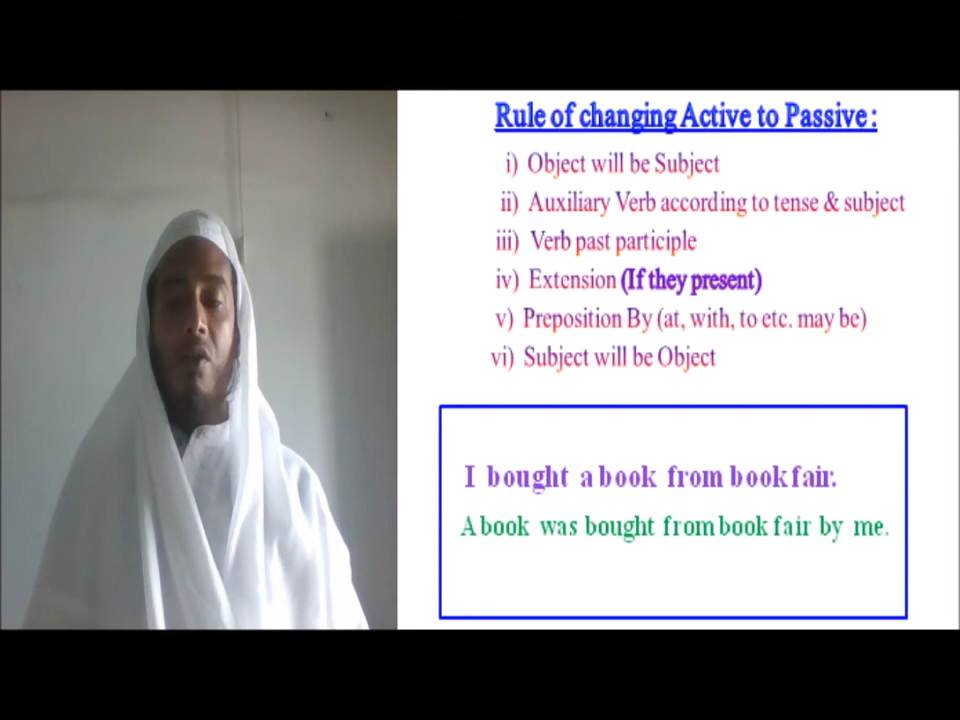 Rule of changing Active to Passive :
i) Object will be Subject
ii) Auxiliary Verb according to tense & subject
iii) Verb past participle
iv) Extension (If they present)
v) Preposition By (at, with, to etc. may be)
vi) Subject will be Object
I bought a book from book fair.
A book was bought from book fair by me.